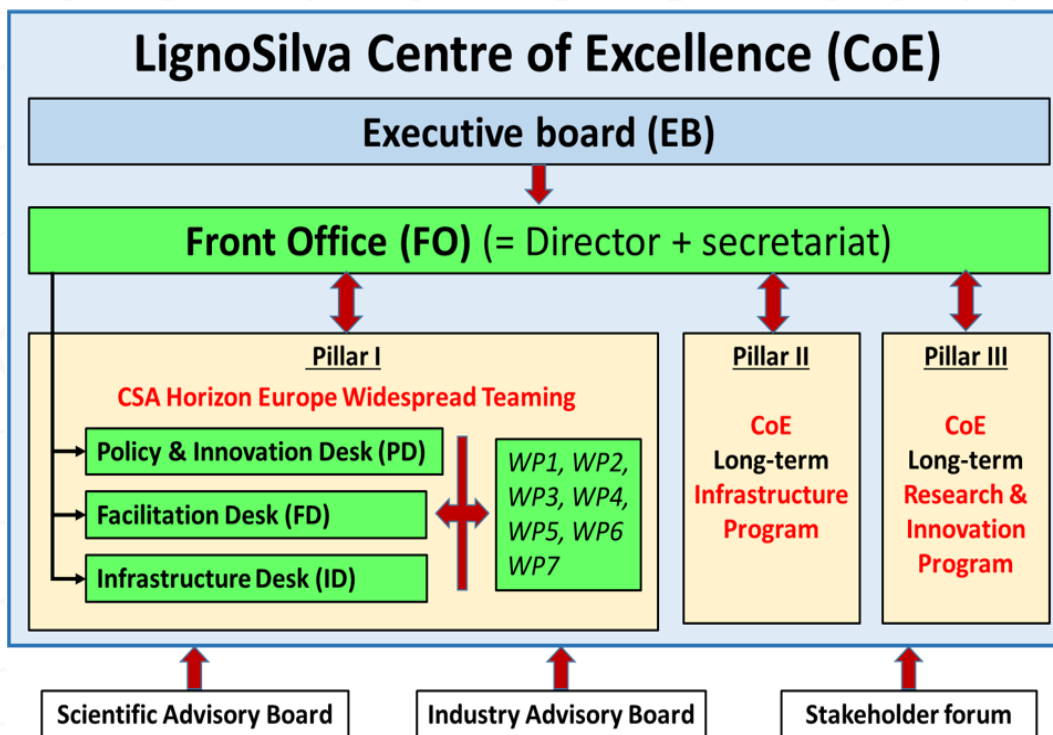 LignoSilva Centre of Excellence (CoE)
Executive board (EB)
Front Office (FO) (= Director + secretariat)
Pillar I
CSA Horizon Europe Widespread Teaming
Policy & Innovation Desk (PD)
Facilitation Desk (FD)
Infrastructure Desk (ID)
WP1, WP2,
WP3, WP4,
WP5, WP6
WP7
Pillar II
CoE
Long-term
Infrastructure
Program
Pillar III
CoE
Long-term
Research &
Innovation
Program
Scientific Advisory Board
Industry Advisory Board
Stakeholder forum